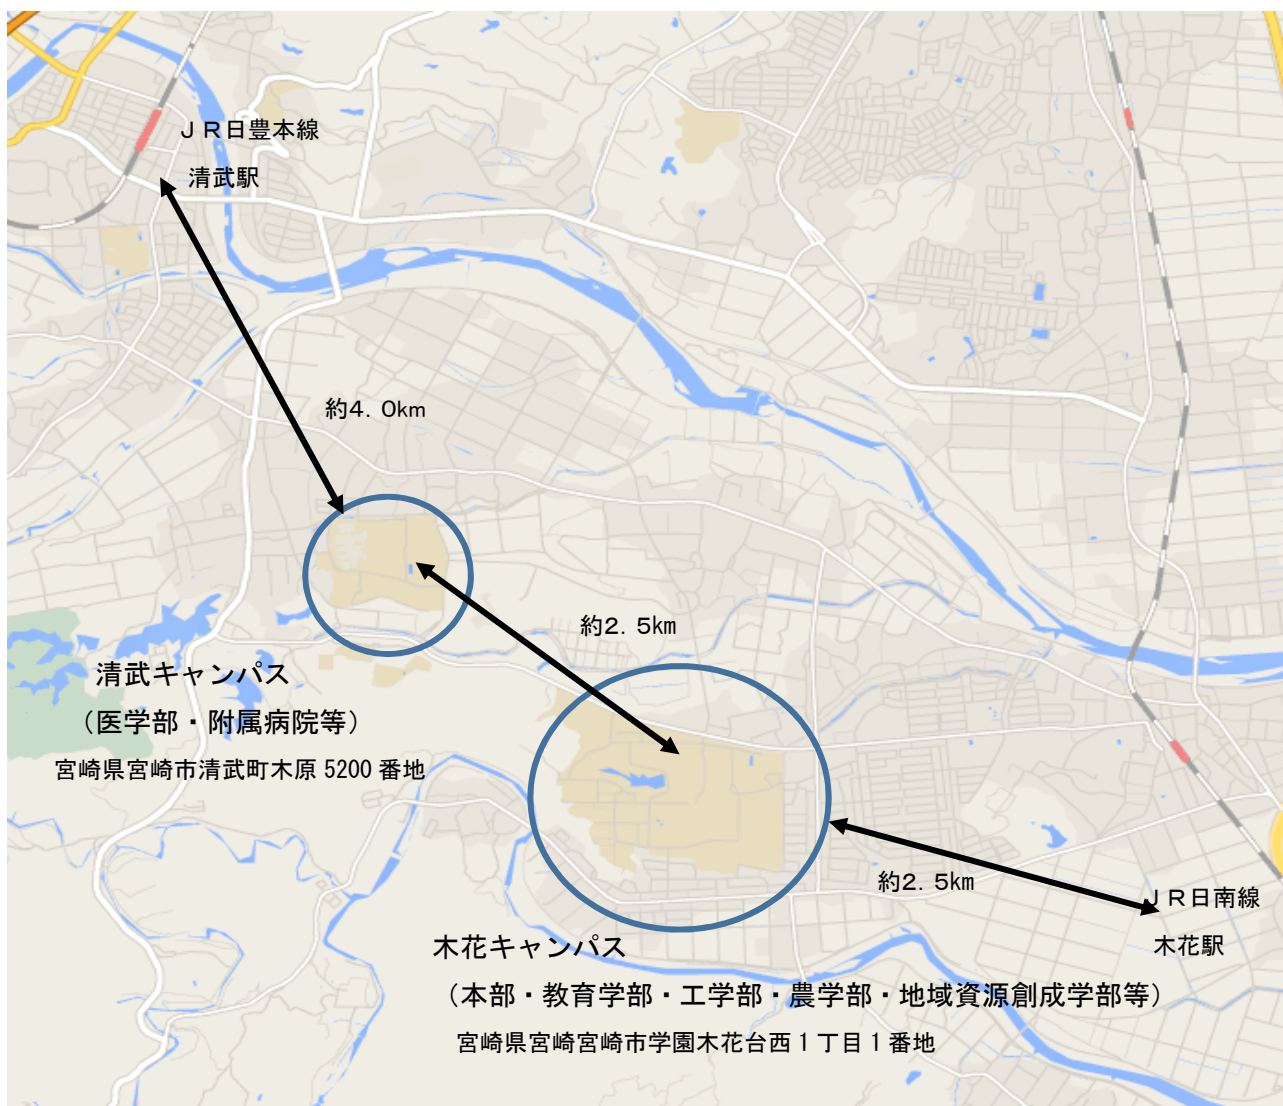 ＪＲ日豊本線
清武駅
約4．0km
約2．5km
清武キャンパス
（医学部・附属病院等）
宮崎県宮崎市清武町木原 5200 番地
約2．5km
ＪＲ日南線
木花駅
木花キャンパス
（本部・教育学部・工学部・農学部・地域資源創成学部等）
宮崎県宮崎宮崎市学園木花台西１丁目１番地